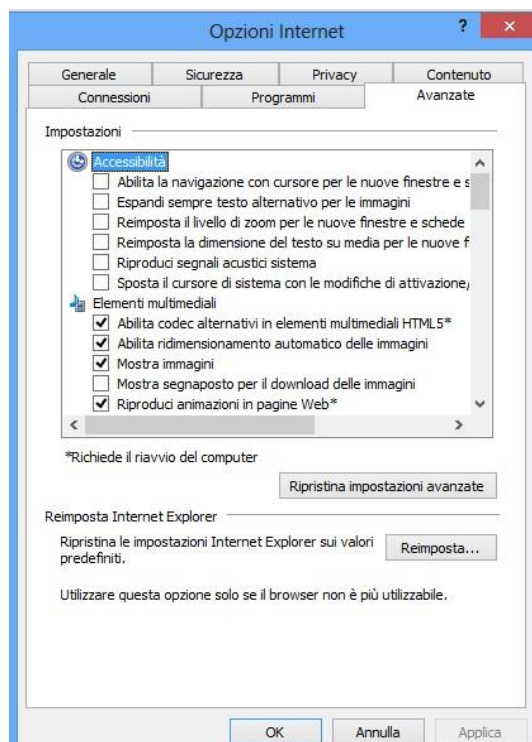 Opzioni Internet
?
×
Generale Sicurezza Privacy Contenuto
Connessioni Programmi Avanzate
Impostazioni
Accessibilità
Abilita la navigazione con cursore per le nuove finestre e s
Espandi sempre testo alternativo per le immagini
Reimposta il livello di zoom per le nuove finestre e schede
Reimposta la dimensione del testo su media per le nuove f
Riproduci segnali acustici sistema
Sposta il cursore di sistema con le modifiche di attivazione/
Elementi multimediali
Abilita codec alternativi in elementi multimediali HTML5*
Abilita ridimensionamento automatico delle immagini
Mostra immagini
Mostra segnaposto per il download delle immagini
Riproduci animazioni in pagine Web*
*Richiede il riavvio del computer
Ripristina impostazioni avanzate
Reimposta Internet Explorer
Ripristina le impostazioni Internet Explorer sui valori
predefiniti.
Reimposta...
Utilizzare questa opzione solo se il browser non è più utilizzabile.
OK Annulla Applica